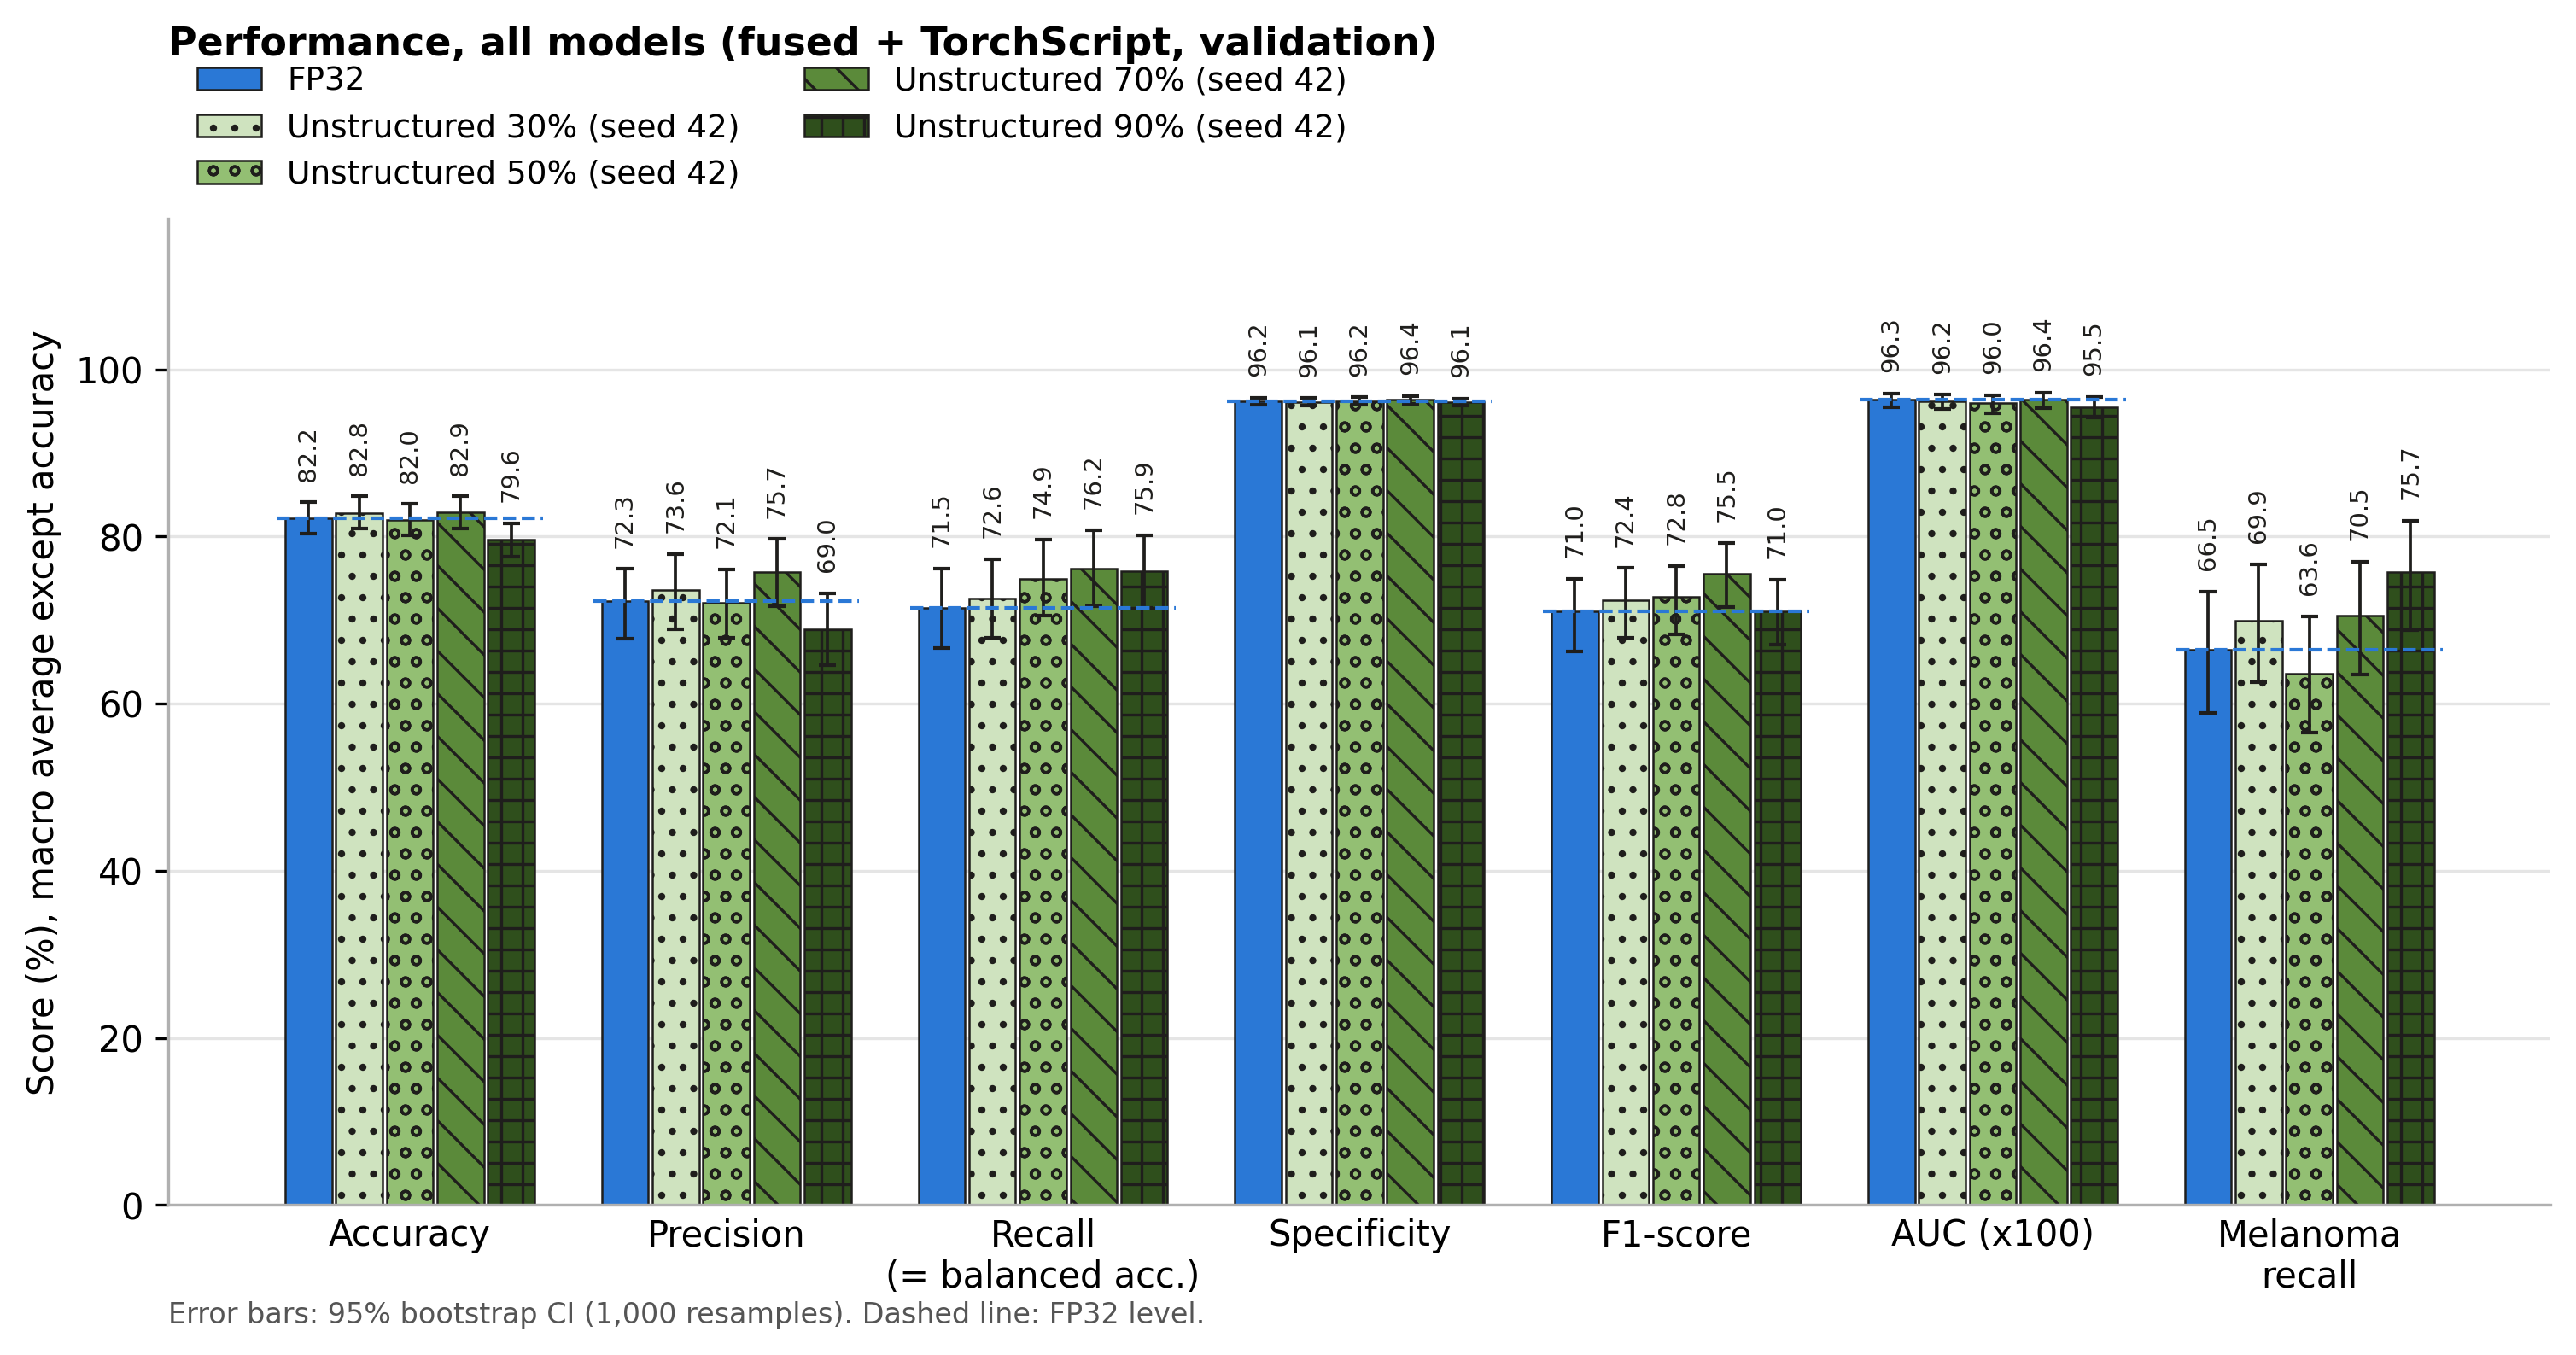 Performance, all models (fused + TorchScript, validation)
FP32
Unstructured 30% (seed 42)
Unstructured 50% (seed 42)
Unstructured 70% (seed 42)
Unstructured 90% (seed 42)
Score (%), macro average except accuracy
100
80
60
40
20
0
82.2
82.8
82.0
82.9
79.6
72.3
73.6
72.1
75.7
69.0
71.5
72.6
74.9
76.2
75.9
96.2
96.1
96.2
96.4
96.1
71.0
72.4
72.8
75.5
71.0
96.3
96.2
96.0
96.4
95.5
66.5
69.9
63.6
70.5
75.7
Accuracy
Precision
Recall
(= balanced acc.)
Specificity
F1-score
AUC (x100)
Melanoma
recall
Error bars: 95% bootstrap CI (1,000 resamples). Dashed line: FP32 level.